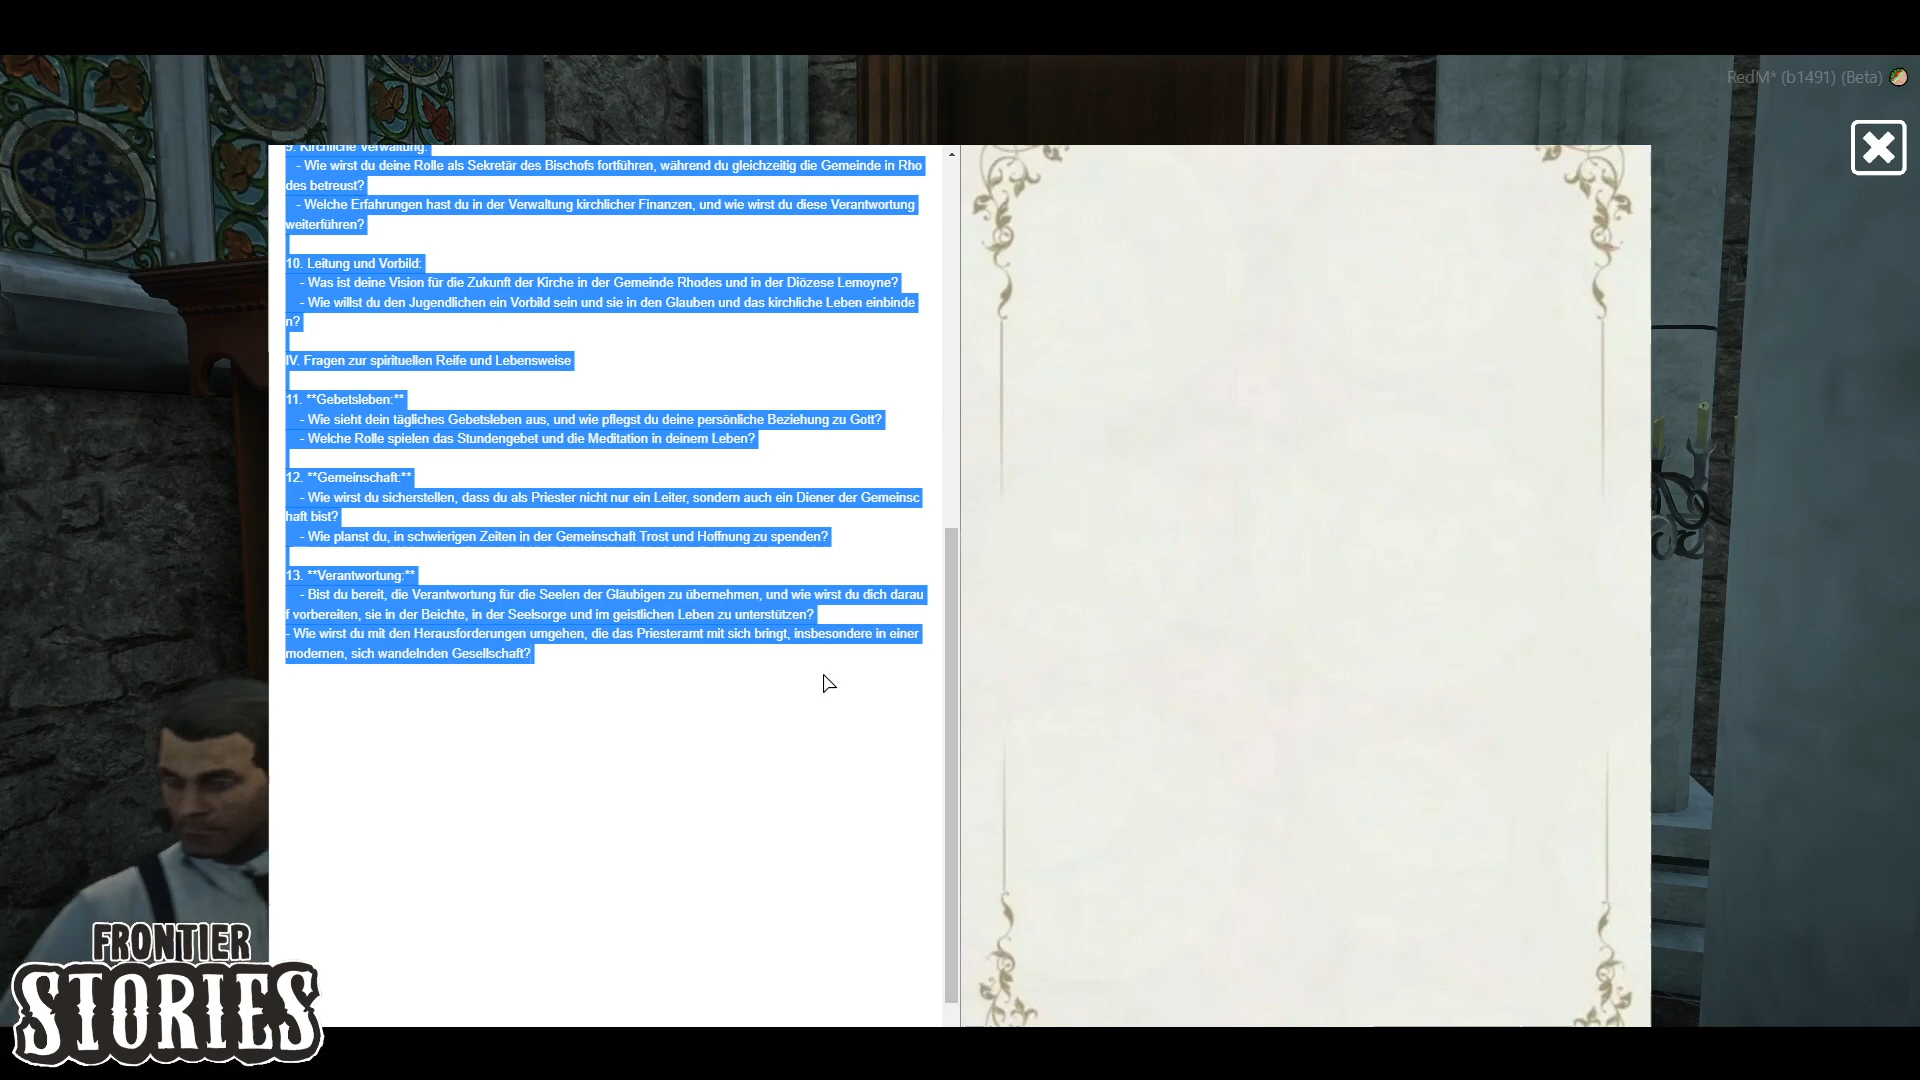 RedM* (b1491) (Beta)
9. Kirchliche Verwaltung:
- Wie wirst du deine Rolle als Sekretär des Bischofs fortführen, während du gleichzeitig die Gemeinde in Rho
des betreust?
- Welche Erfahrungen hast du in der Verwaltung kirchlicher Finanzen, und wie wirst du diese Verantwortung
weiterführen?
10. Leitung und Vorbild:
- Was ist deine Vision für die Zukunft der Kirche in der Gemeinde Rhodes und in der Diözese Lemoyne?
- Wie willst du den Jugendlichen ein Vorbild sein und sie in den Glauben und das kirchliche Leben einbinde
n?
IV. Fragen zur spirituellen Reife und Lebensweise
11. **Gebetsleben:**
- Wie sieht dein tägliches Gebetsleben aus, und wie pflegst du deine persönliche Beziehung zu Gott?
- Welche Rolle spielen das Stundengebet und die Meditation in deinem Leben?
12. **Gemeinschaft:**
- Wie wirst du sicherstellen, dass du als Priester nicht nur ein Leiter, sondern auch ein Diener der Gemeinsc
haft bist?
- Wie planst du, in schwierigen Zeiten in der Gemeinschaft Trost und Hoffnung zu spenden?
13. **Verantwortung:**
- Bist du bereit, die Verantwortung für die Seelen der Gläubigen zu übernehmen, und wie wirst du dich darau
f vorbereiten, sie in der Beichte, in der Seelsorge und im geistlichen Leben zu unterstützen?
- Wie wirst du mit den Herausforderungen umgehen, die das Priesteramt mit sich bringt, insbesondere in einer
modernen, sich wandelnden Gesellschaft?
FRONTIER
STORIES